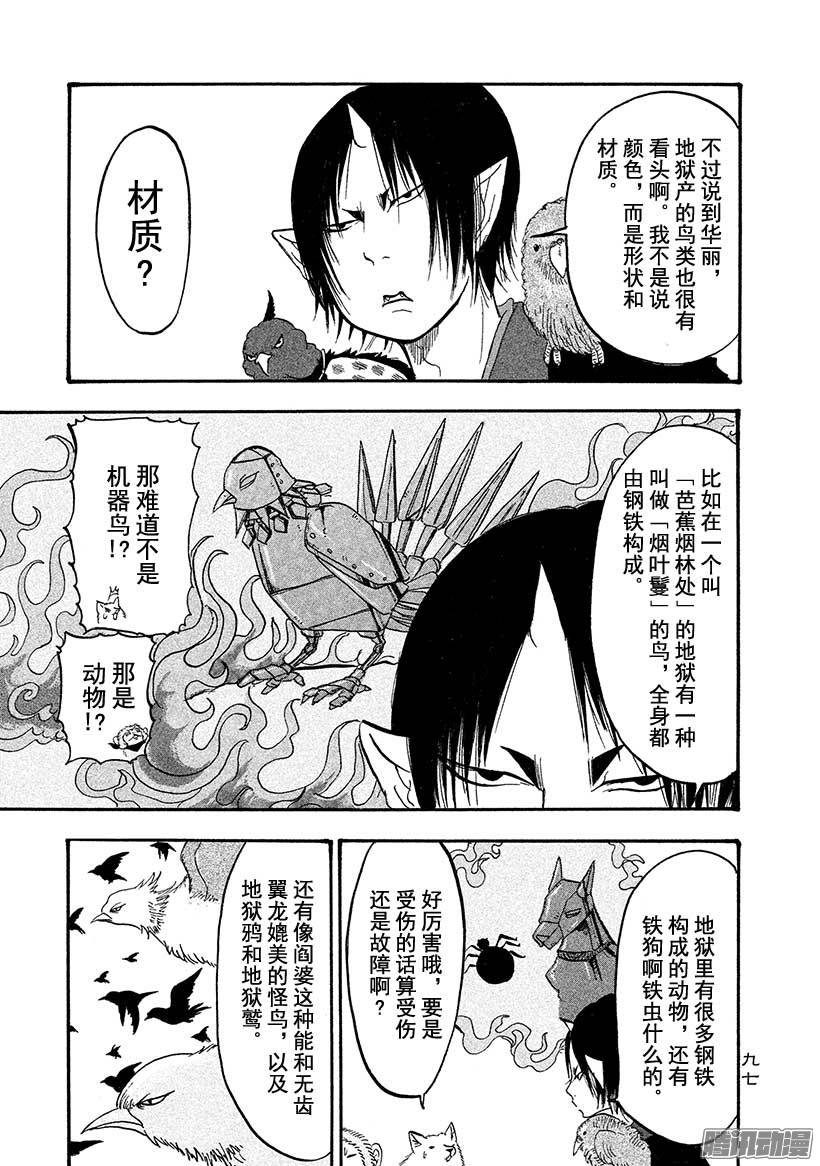 不过说到华丽，
地狱产的鸟类也很有
看头啊。我不是说
颜色，而是形状和
材质。
材质？
比如在一个叫
「芭蕉烟林处」的地狱有一种
叫做「烟叶鬘」的鸟，全身都
由钢铁构成。
那难道不是
机器鸟!?
那是
动物!?
地狱里有很多钢铁
构成的动物，还有
铁狗啊铁虫什么的。
好厉害哦，要是
受伤的话算受伤
还是故障啊？
还有像阎婆这种能和无齿
翼龙媲美的怪鸟，以及
地狱鸦和地狱鹫。
九七
腾讯动漫